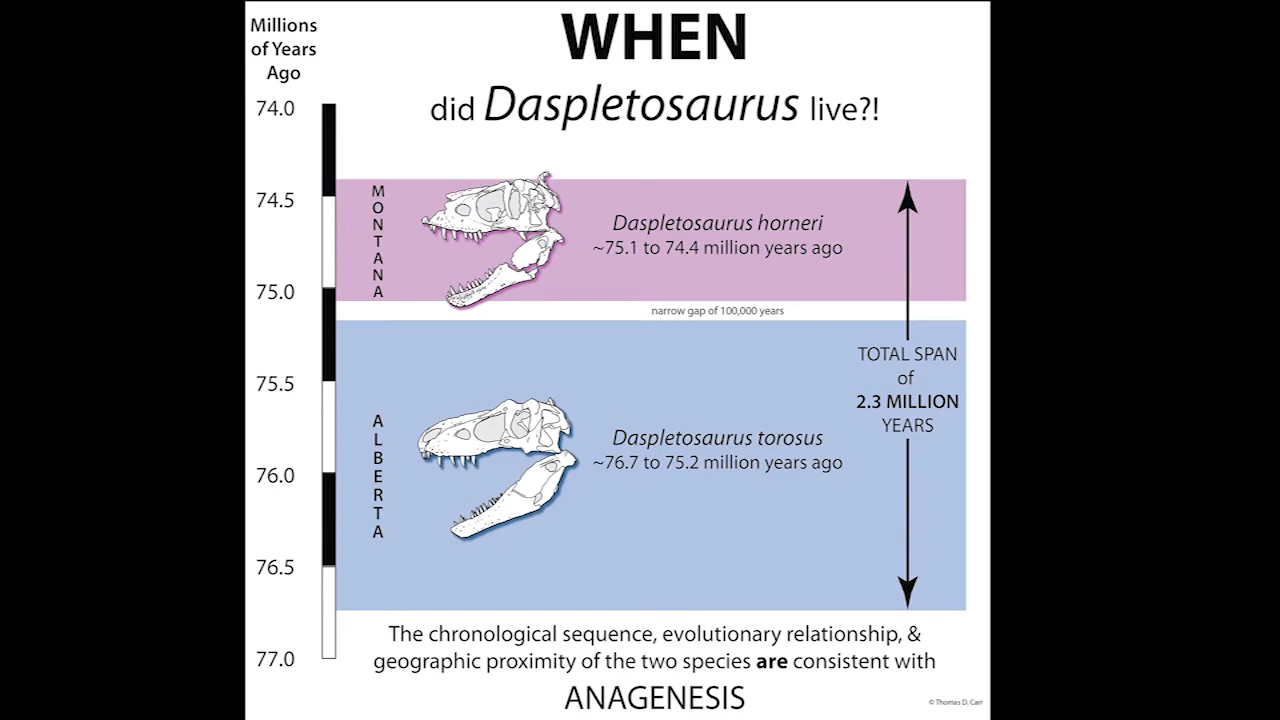 Millions
of Years
Ago
WHEN
did Daspletosaurus live?!
74.0
74.5
75.0
75.5
76.0
76.5
77.0
MONTANA
Daspletosaurus horneri
~75.1 to 74.4 million years ago
narrow gap of 100,000 years
TOTAL SPAN
of
2.3 MILLION
YEARS
ALBERTA
Daspletosaurus torosus
~76.7 to 75.2 million years ago
The chronological sequence, evolutionary relationship, &
geographic proximity of the two species are consistent with
ANAGENESIS
© Thomas D. Carr